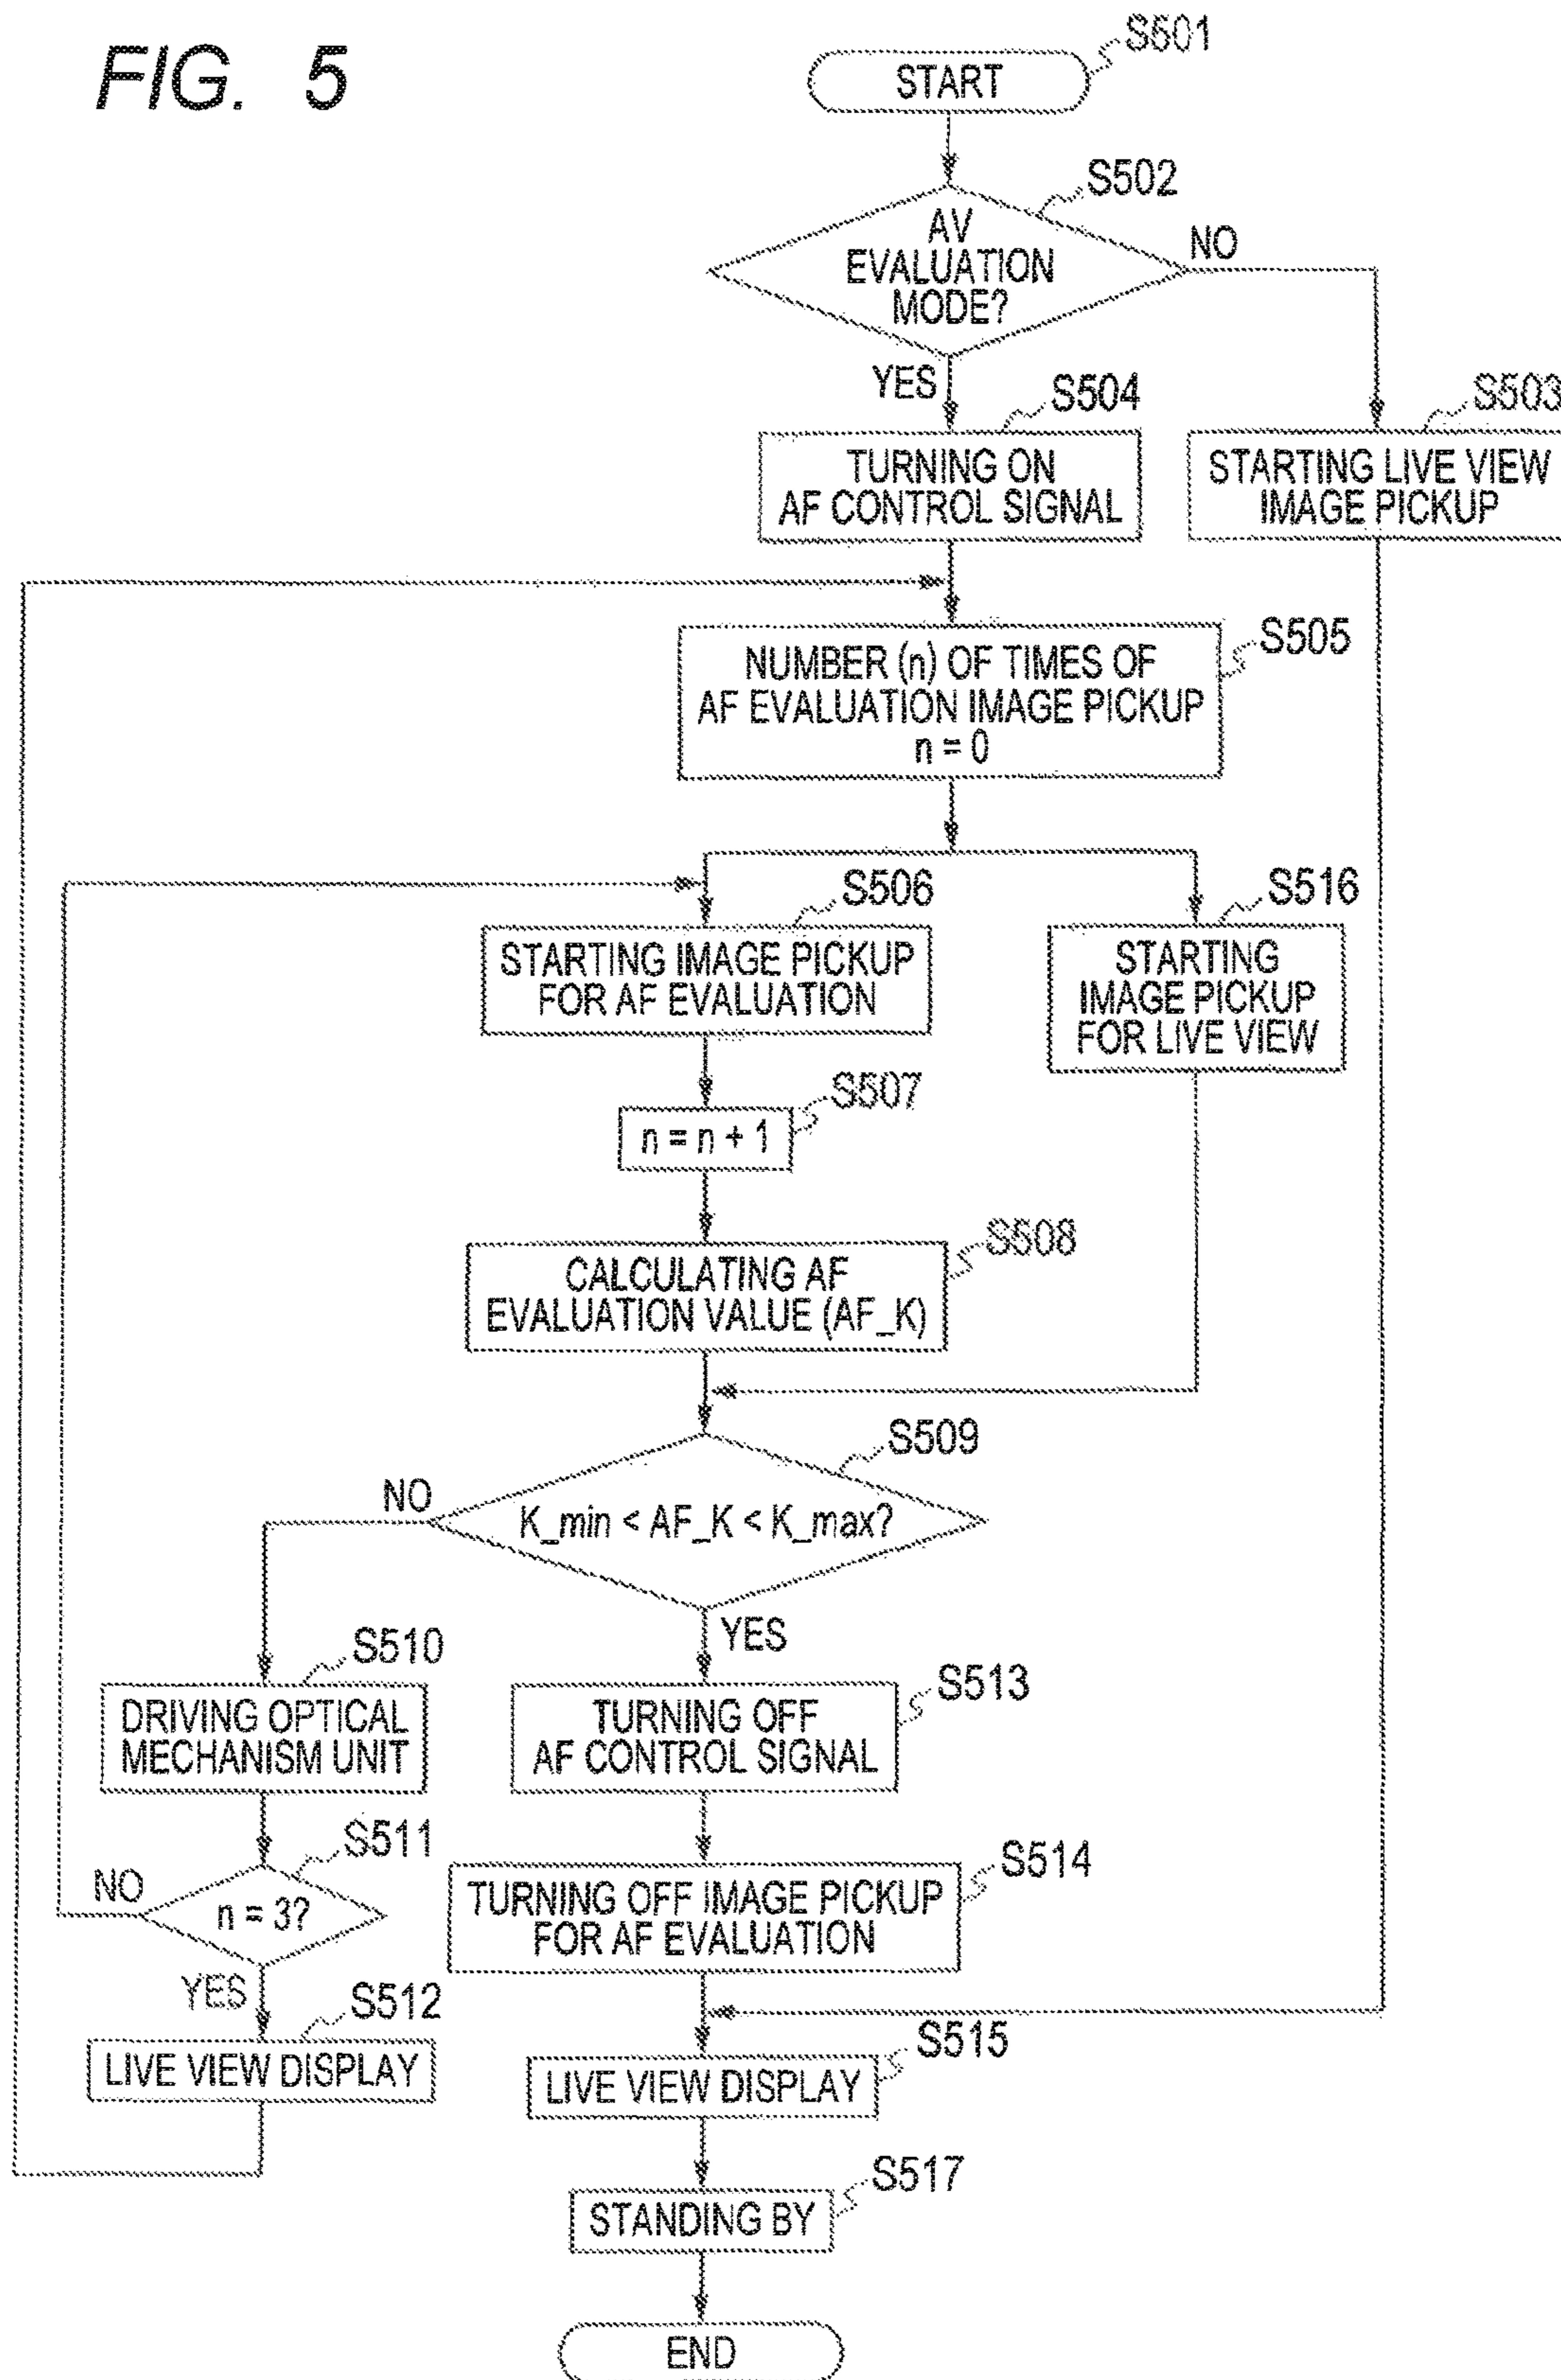 FIG. 5
S501
START
S502
AV
EVALUATION
MODE?
NO
YES
S504
TURNING ON
AF CONTROL SIGNAL
S503
STARTING LIVE VIEW
IMAGE PICKUP
S505
NUMBER (n) OF TIMES OF
AF EVALUATION IMAGE PICKUP
n = 0
S506
STARTING IMAGE PICKUP
FOR AF EVALUATION
S516
STARTING
IMAGE PICKUP
FOR LIVE VIEW
S507
n = n + 1
S508
CALCULATING AF
EVALUATION VALUE (AF_K)
S509
NO
K_min < AF_K < K_max?
YES
S510
DRIVING OPTICAL
MECHANISM UNIT
S513
TURNING OFF
AF CONTROL SIGNAL
S511
NO
n = 3?
YES
S514
TURNING OFF IMAGE PICKUP
FOR AF EVALUATION
S512
LIVE VIEW DISPLAY
S515
LIVE VIEW DISPLAY
S517
STANDING BY
END